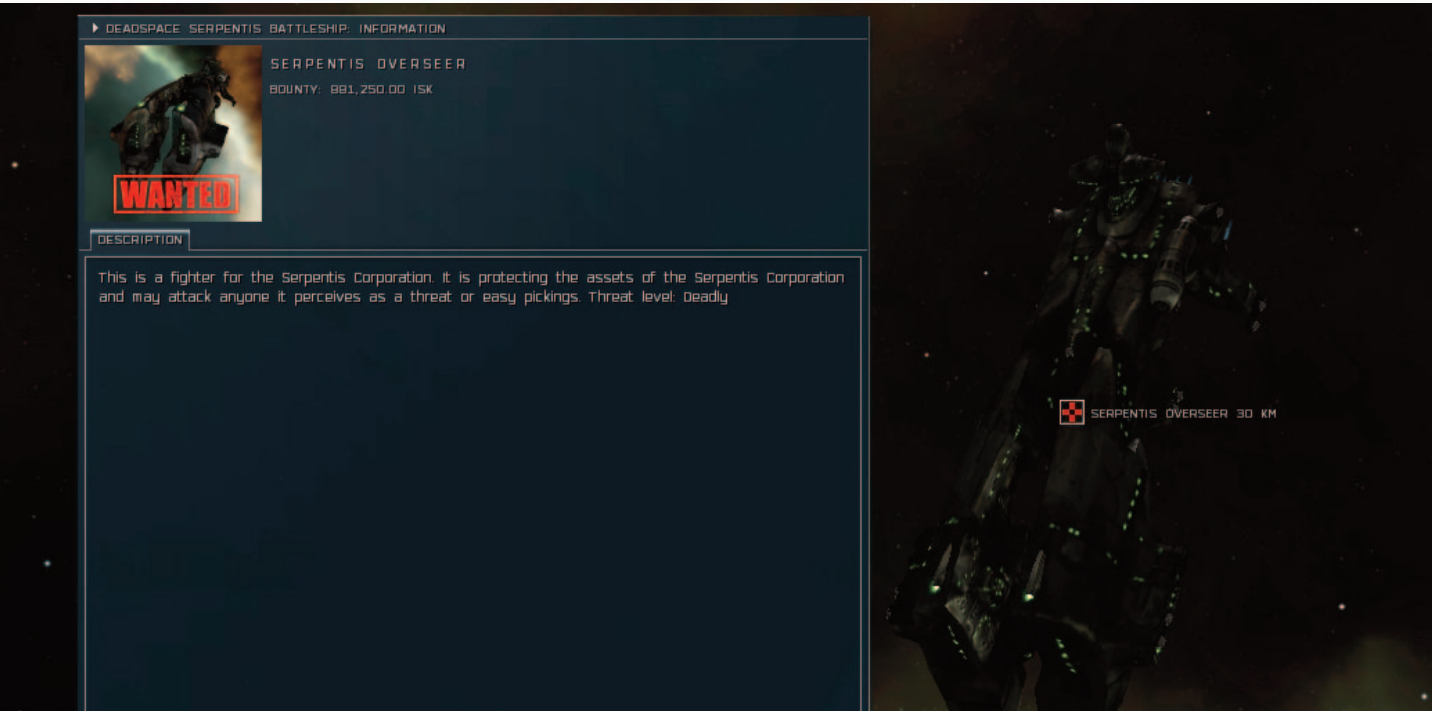 DEADSPACE SERPENTIS BATTLESHIP: INFORMATION
SERPENTIS OVERSEER
BOUNTY: 881,250.00 ISK
WANTED
DESCRIPTION
This is a fighter for the Serpentis Corporation. It is protecting the assets of the Serpentis Corporation
and may attack anyone it perceives as a threat or easy pickings. Threat level: Deadly
SERPENTIS OVERSEER 30 KM